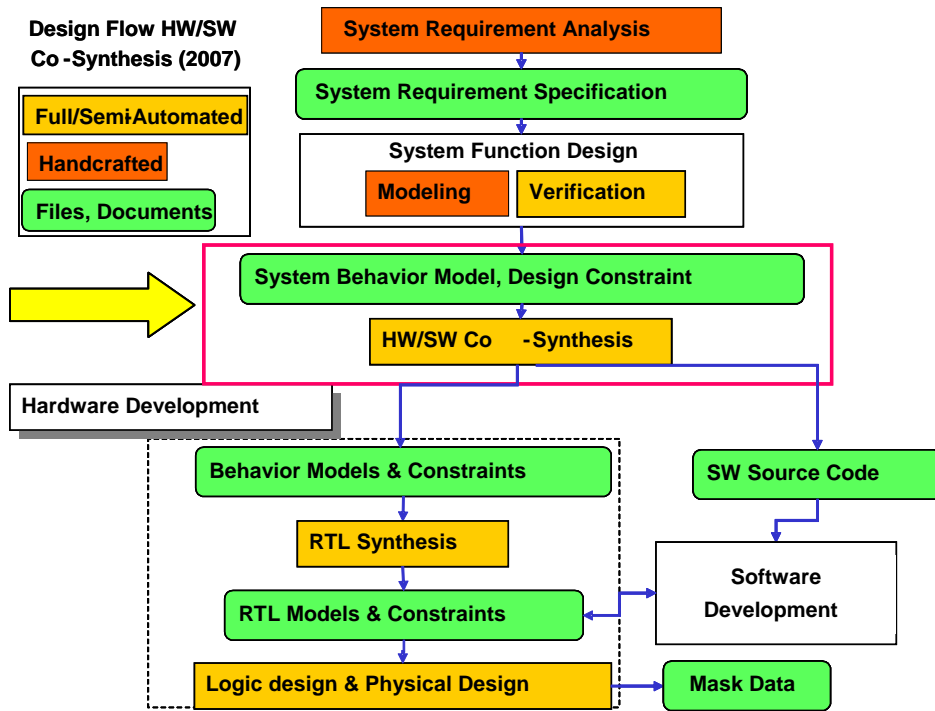 Design Flow HW/SW
Co -Synthesis (2007)
Full/Semi-Automated
Handcrafted
Files, Documents
System Requirement Analysis
System Requirement Specification
System Function Design
Modeling
Verification
System Behavior Model, Design Constraint
HW/SW Co -Synthesis
Hardware Development
Behavior Models & Constraints
RTL Synthesis
RTL Models & Constraints
Logic design & Physical Design
SW Source Code
Software
Development
Mask Data